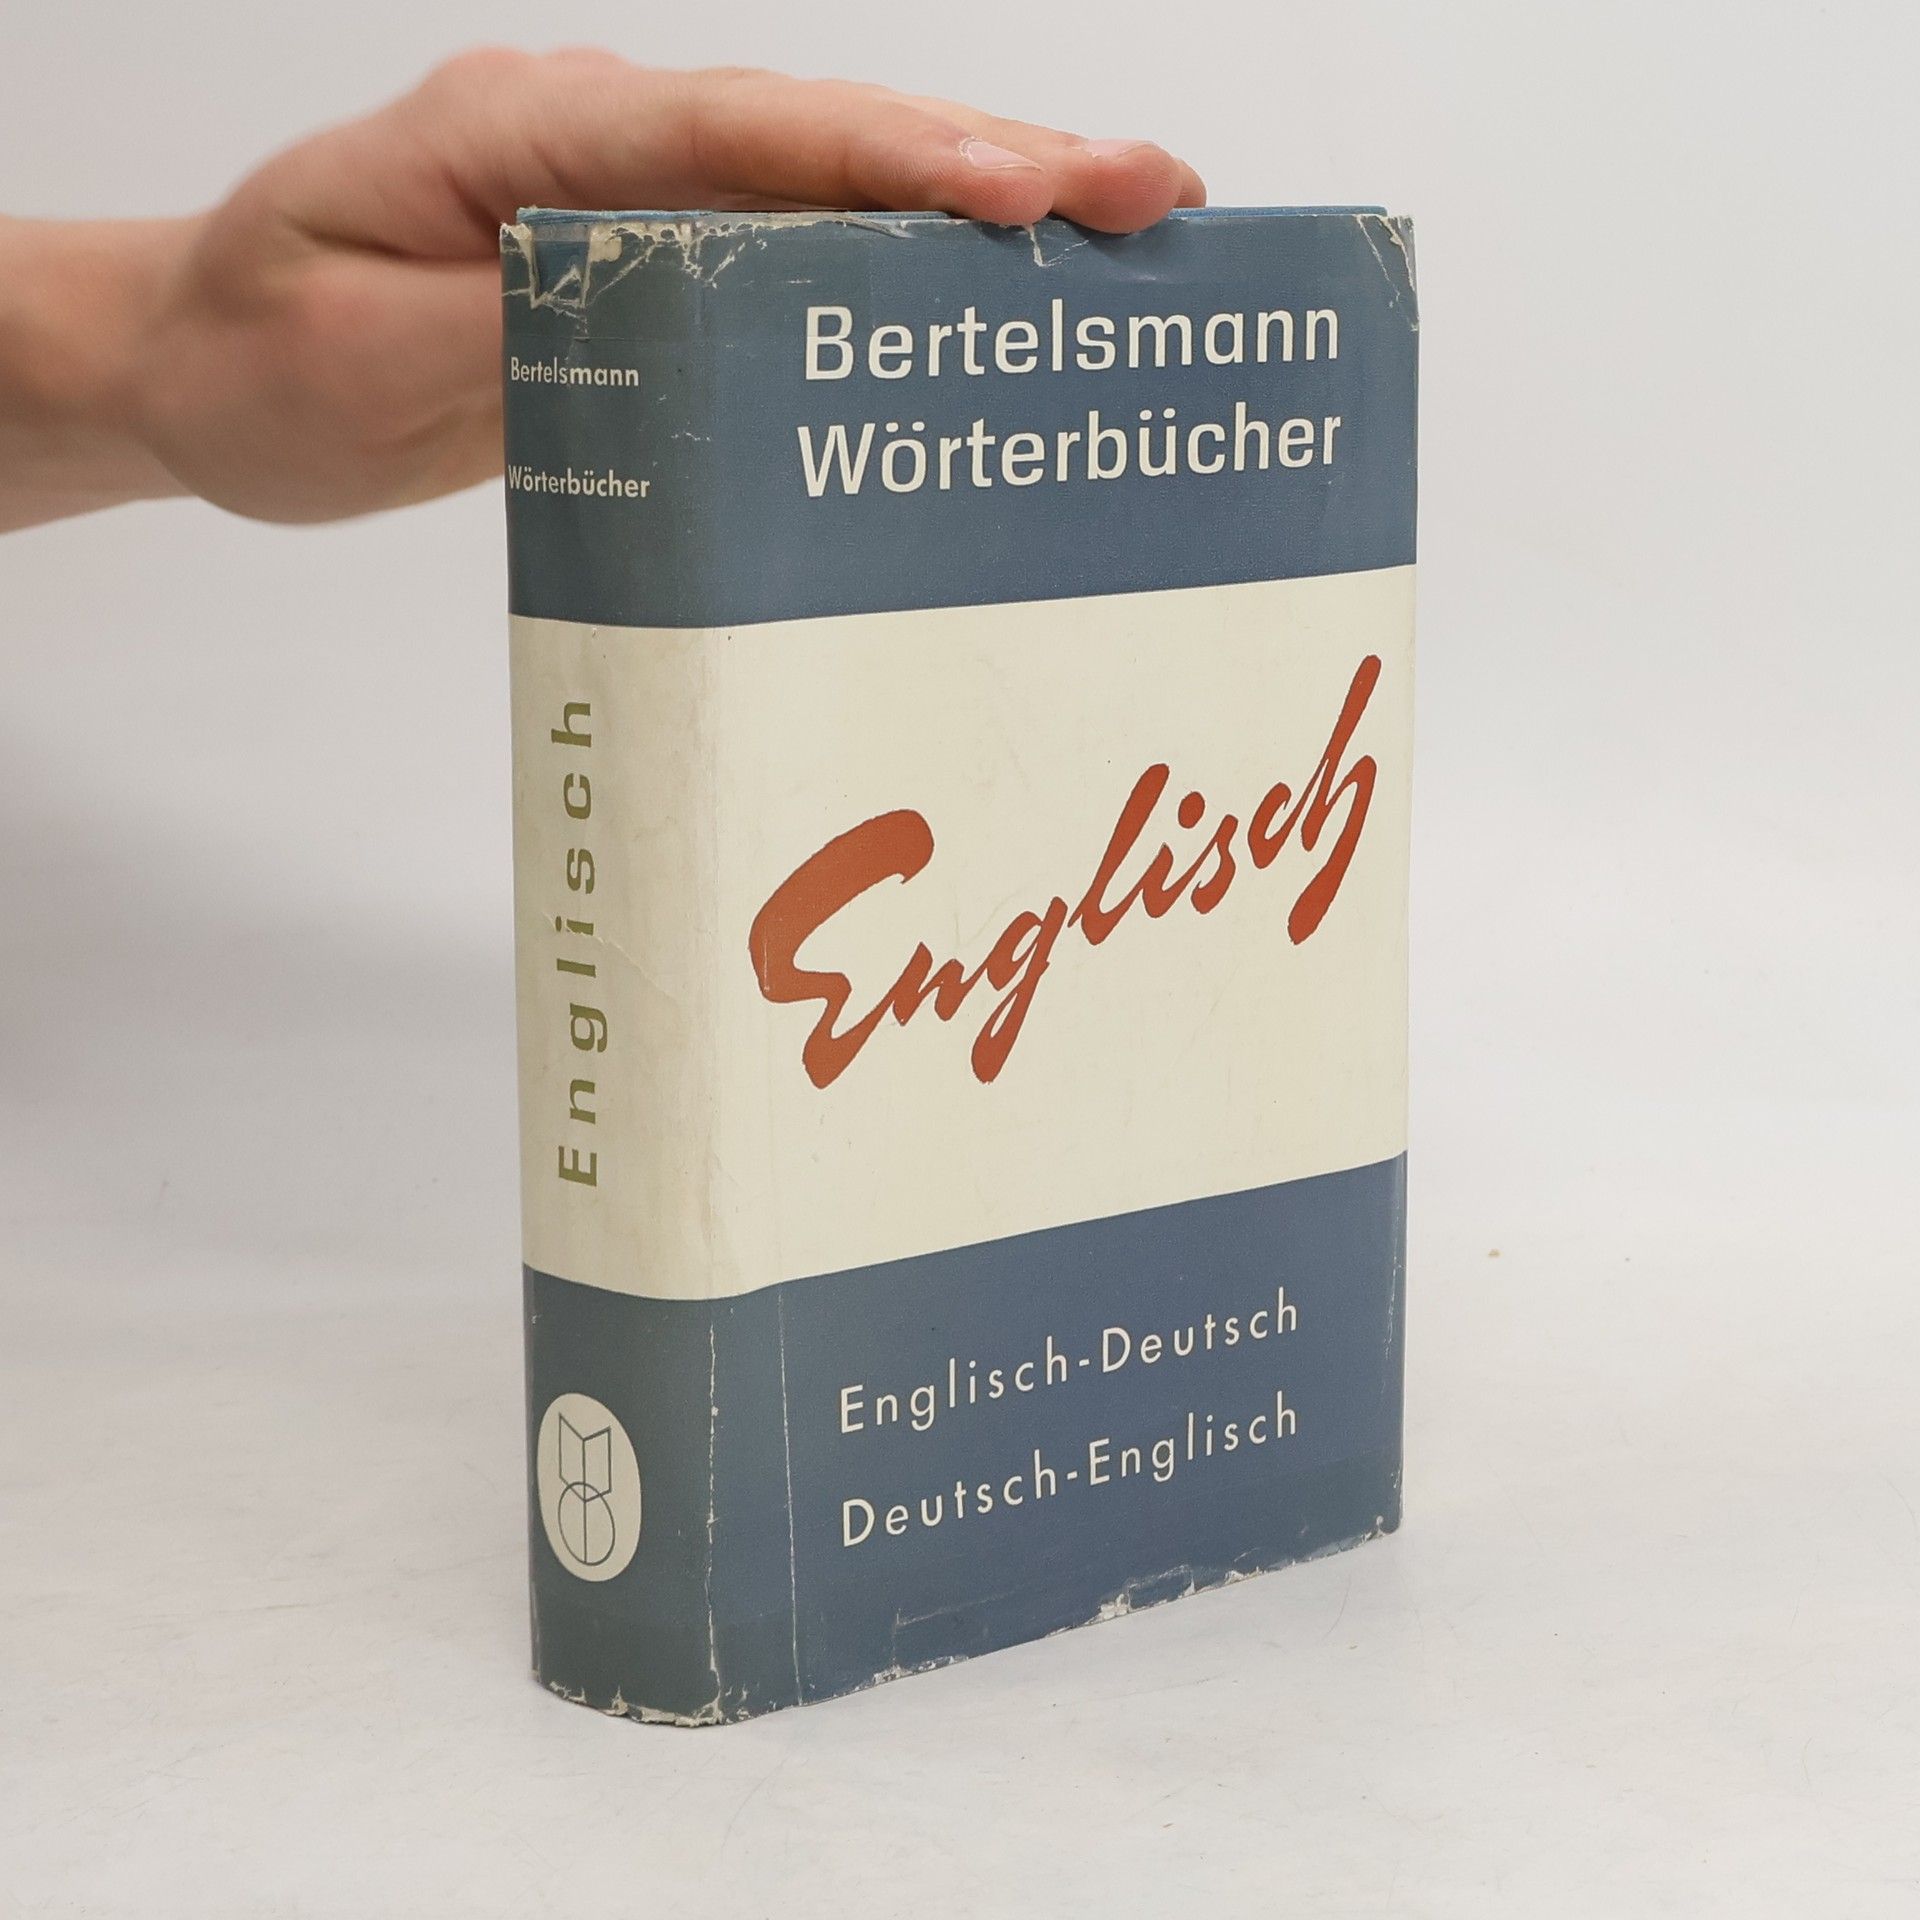 Bertelsmann
Wörterbücher
Englisch
Bertelsmann
Wörterbücher
Englisch
Englisch-Deutsch
Deutsch-Englisch